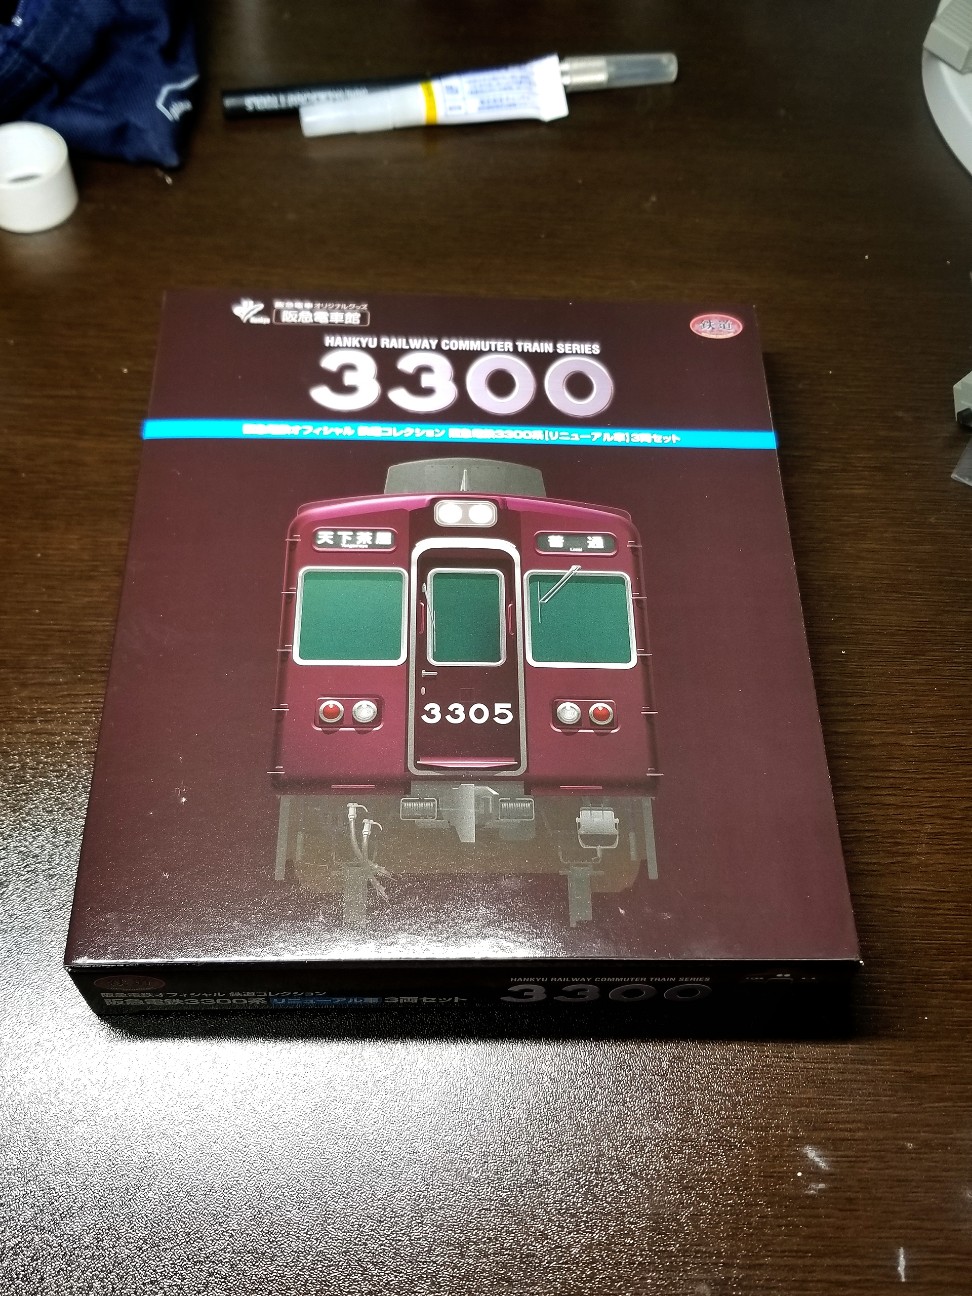 阪急電車オリジナルグッズ
阪急電車館
鉄道
HANKYU RAILWAY COMMUTER TRAIN SERIES
3300
阪急電鉄オフィシャル 鉄道コレクション 阪急電鉄3300系[リニューアル車]3両セット
天下茶屋
普通
Local
3305
阪急電鉄オフィシャル 鉄道コレクション
阪急電鉄3300系 リニューアル車 3両セット
HANKYU RAILWAY COMMUTER TRAIN SERIES
3300